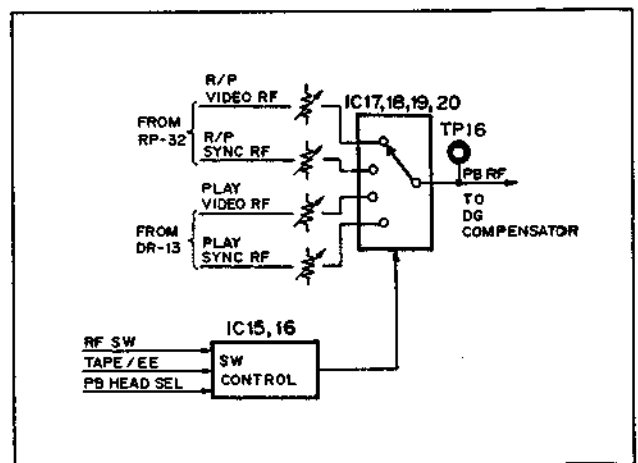 R/P
VIDEO RF
FROM
RP-32
R/P
SYNC RF
PLAY
VIDEO RF
FROM
DR-13
PLAY
SYNC RF
IC17,18,19,20
TP16
PB RF
TO
DG
COMPENSATOR
IC15,16
RF SW
TAPE/EE
PB HEAD SEL
SW
CONTROL